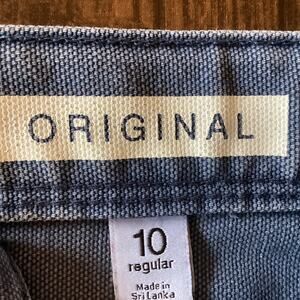 ORIGINAL
10
regular
Made in
Sri Lanka